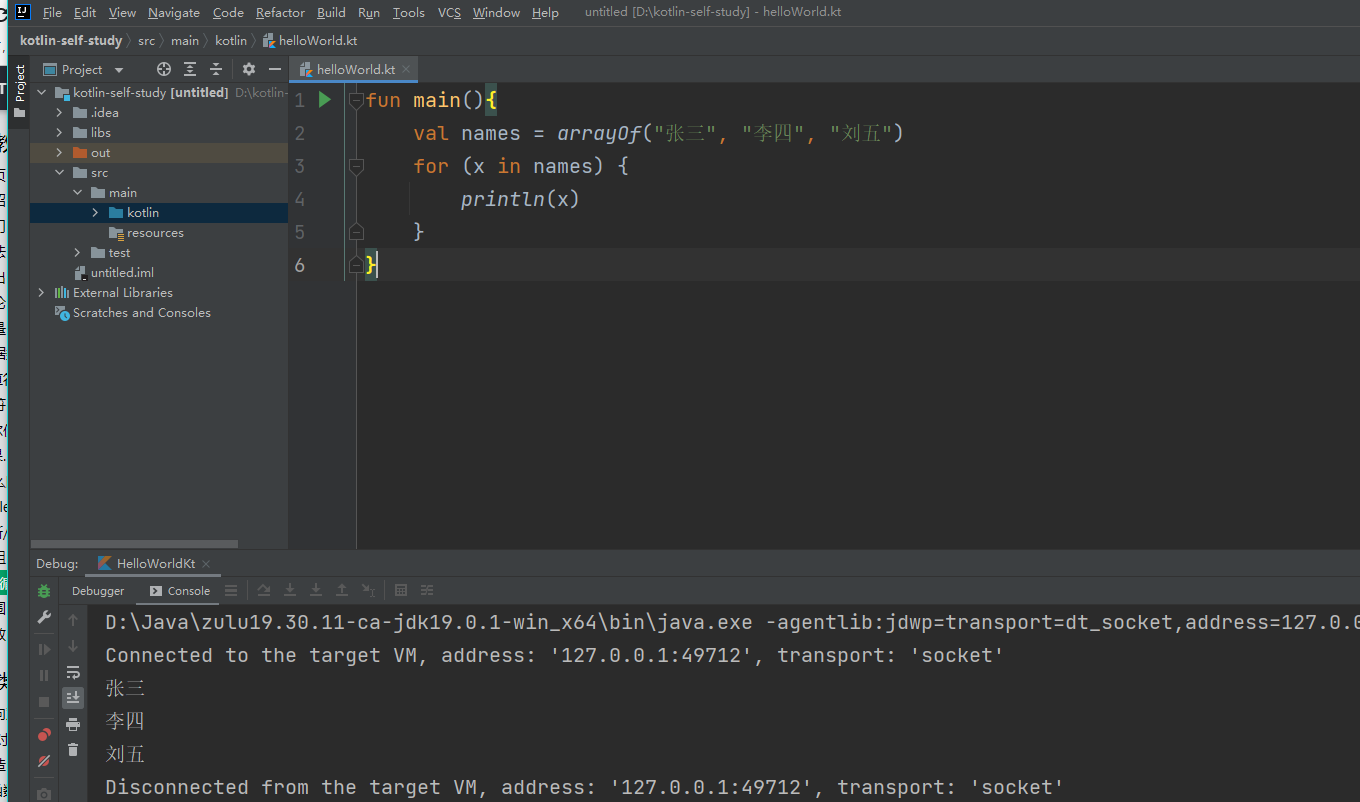 File Edit View Navigate Code Refactor Build Run Tools VCS Window Help untitled [D:\kotlin-self-study] - helloWorld.kt
kotlin-self-study src main kotlin helloWorld.kt
Project
Project
helloWorld.kt
kotlin-self-study [untitled] D:\kotlin-
.idea
libs
out
src
main
kotlin
resources
test
untitled.iml
External Libraries
Scratches and Consoles
1 fun main(){
2 val names = arrayOf("张三", "李四", "刘五")
3 for (x in names) {
4 println(x)
5 }
6 }
Debug: HelloWorldKt
Debugger Console
D:\Java\zulu19.30.11-ca-jdk19.0.1-win_x64\bin\java.exe -agentlib:jdwp=transport=dt_socket,address=127.0.0
Connected to the target VM, address: '127.0.0.1:49712', transport: 'socket'
张三
李四
刘五
Disconnected from the target VM, address: '127.0.0.1:49712', transport: 'socket'